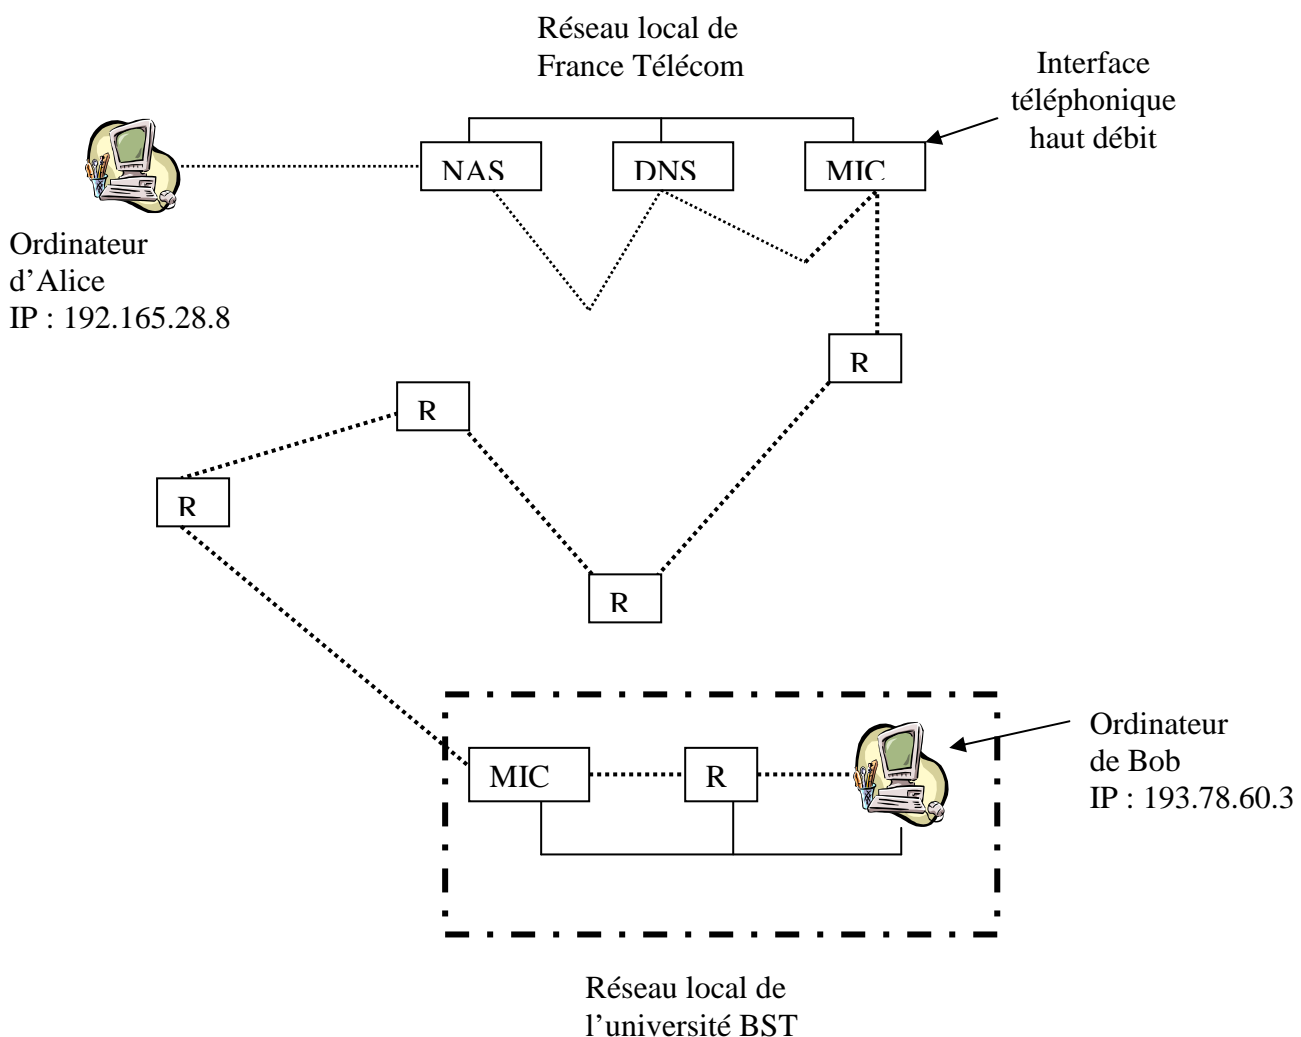 Réseau local de
France Télécom
Interface
téléphonique
haut débit
NAS
DNS
MIC
Ordinateur
d’Alice
IP : 192.165.28.8
R
R
R
R
MIC
R
Ordinateur
de Bob
IP : 193.78.60.3
Réseau local de
l’université BST